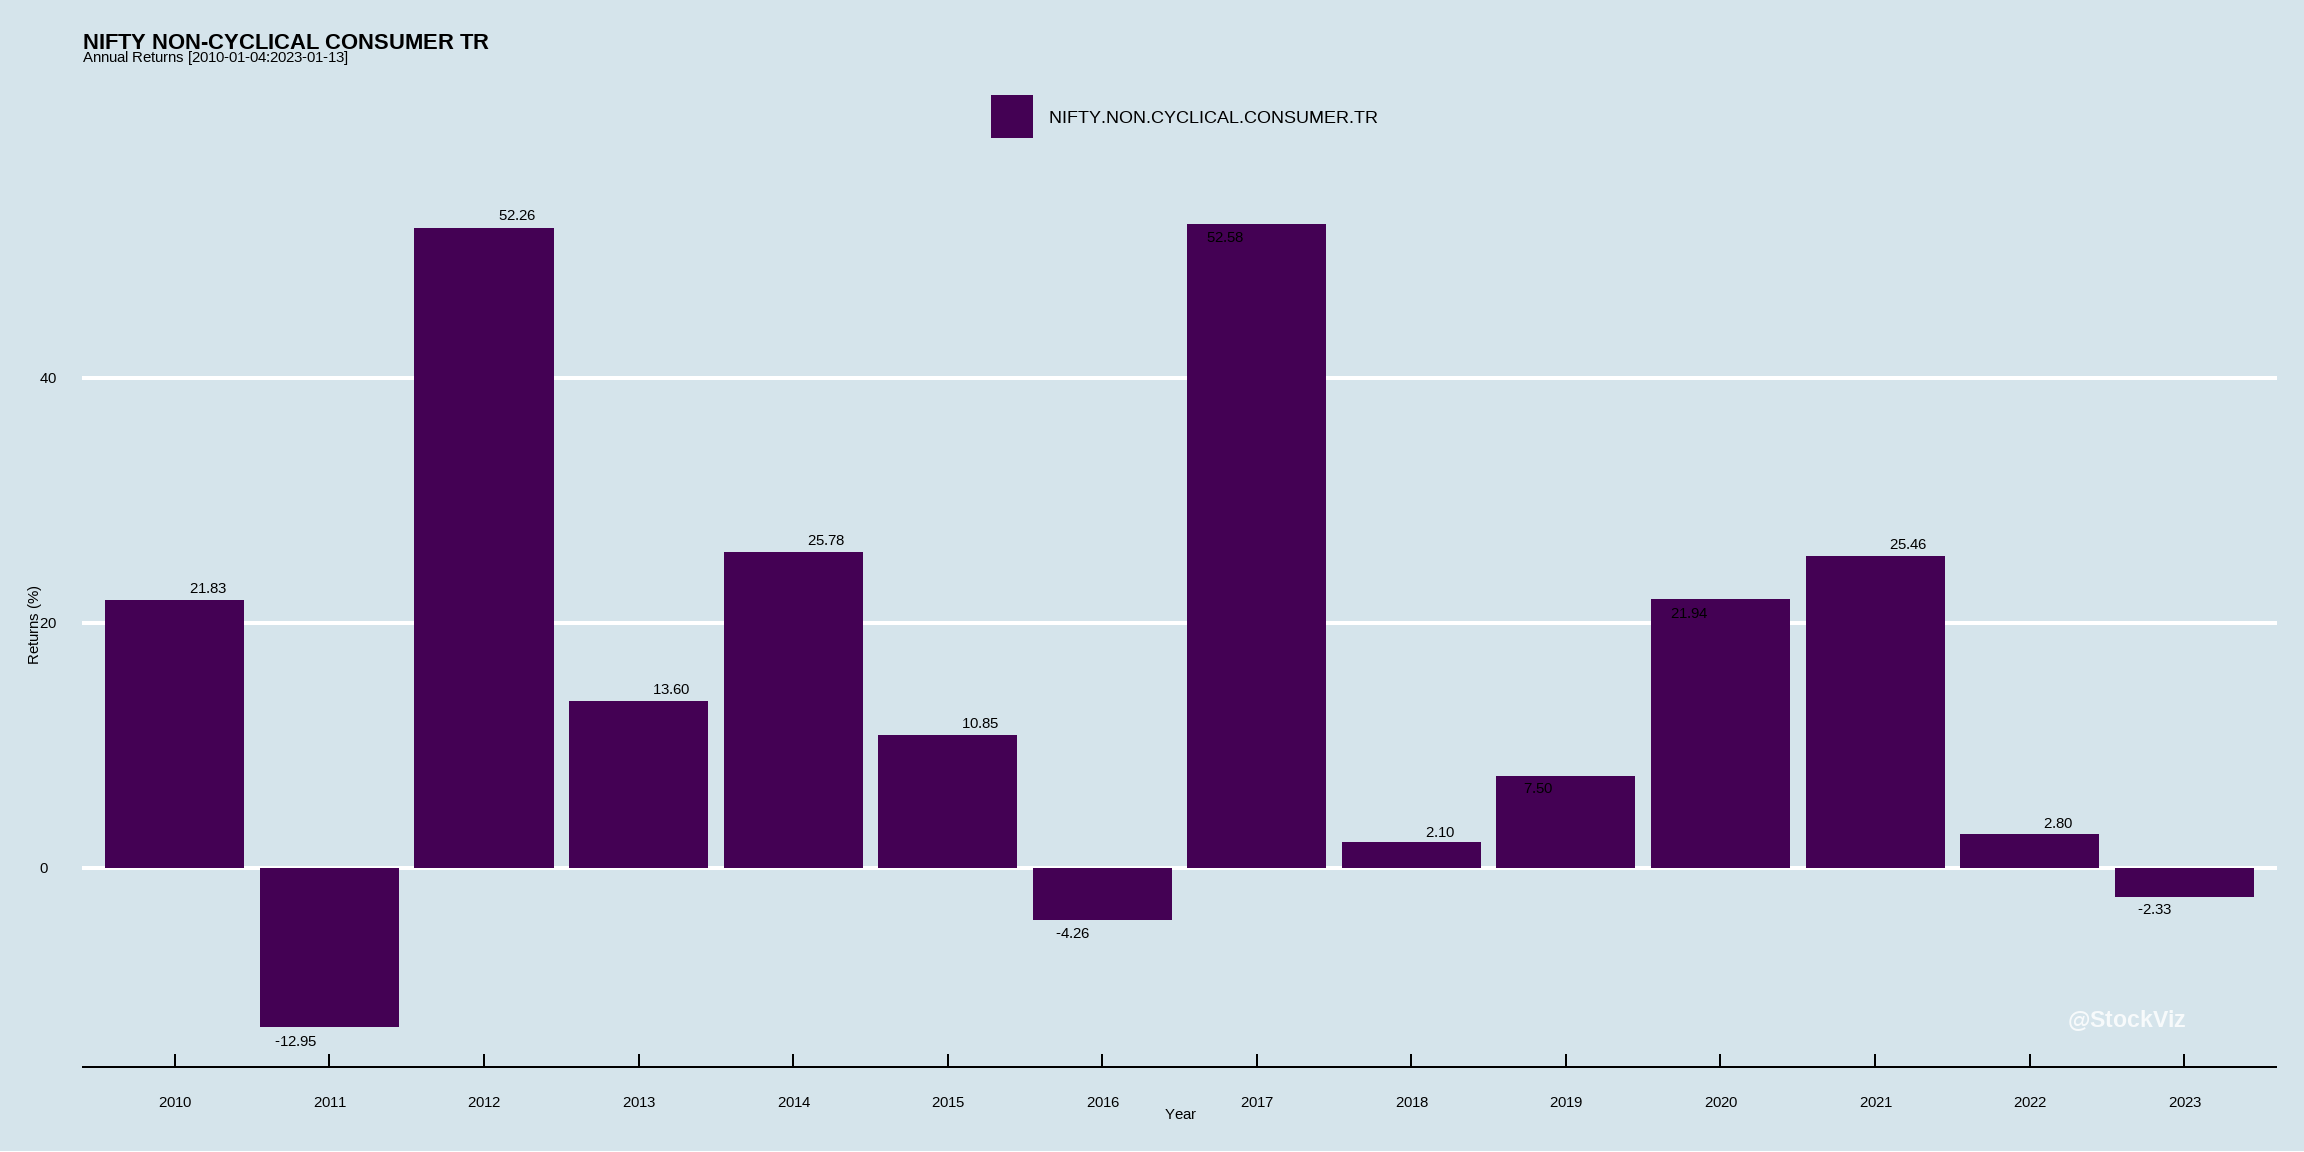 NIFTY NON-CYCLICAL CONSUMER TR
Annual Returns [2010-01-04:2023-01-13]
NIFTY.NON.CYCLICAL.CONSUMER.TR
52.26
52.58
40
25.78
25.46
21.83
21.94
Returns (%)
20
13.60
10.85
7.50
2.80
2.10
0
-2.33
-4.26
@StockViz
-12.95
2010 2011 2012 2013 2014 2015 2016 2017 2018 2019 2020 2021 2022 2023
Year